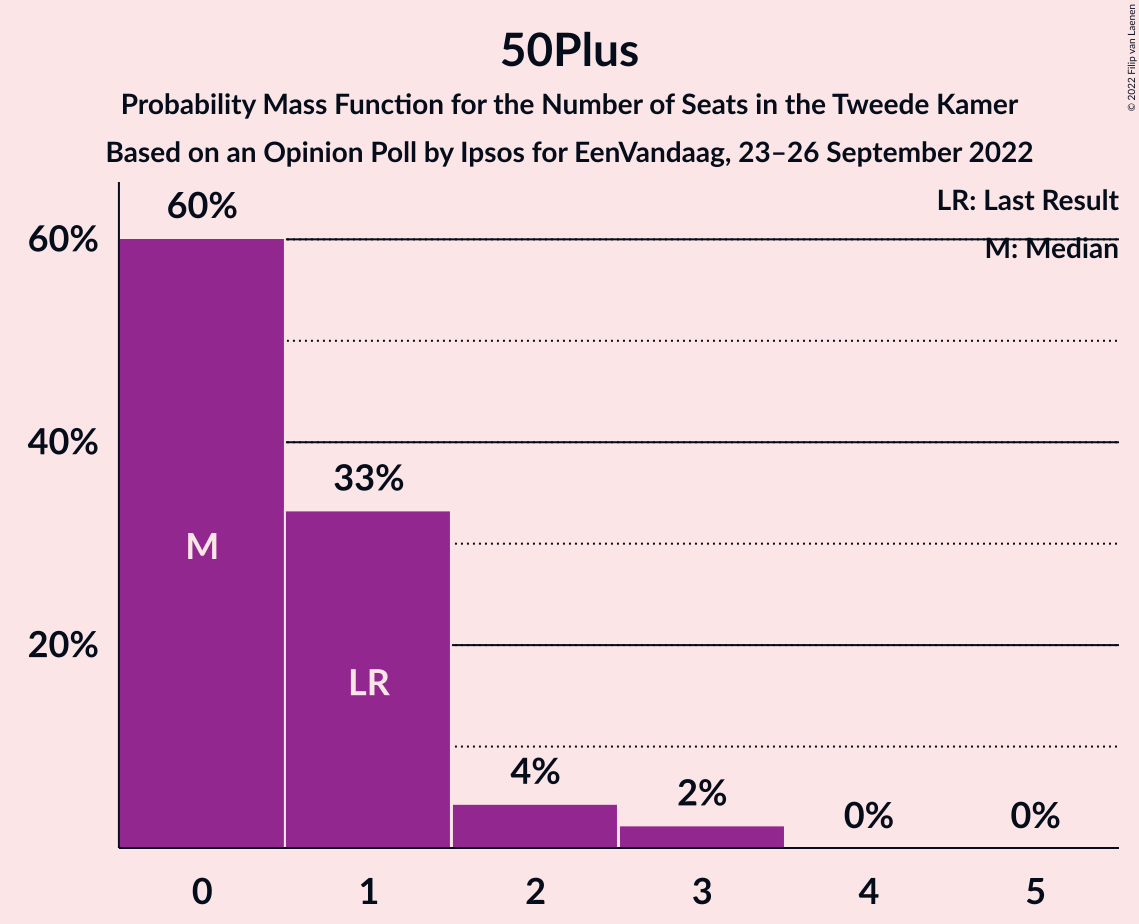 50Plus
Probability Mass Function for the Number of Seats in the Tweede Kamer
Based on an Opinion Poll by Ipsos for EenVandaag, 23–26 September 2022
© 2022 Filip van Laenen
LR: Last Result
M: Median
60%
40%
20%
60%
33%
4%
2%
0%
0%
M
LR
0 1 2 3 4 5